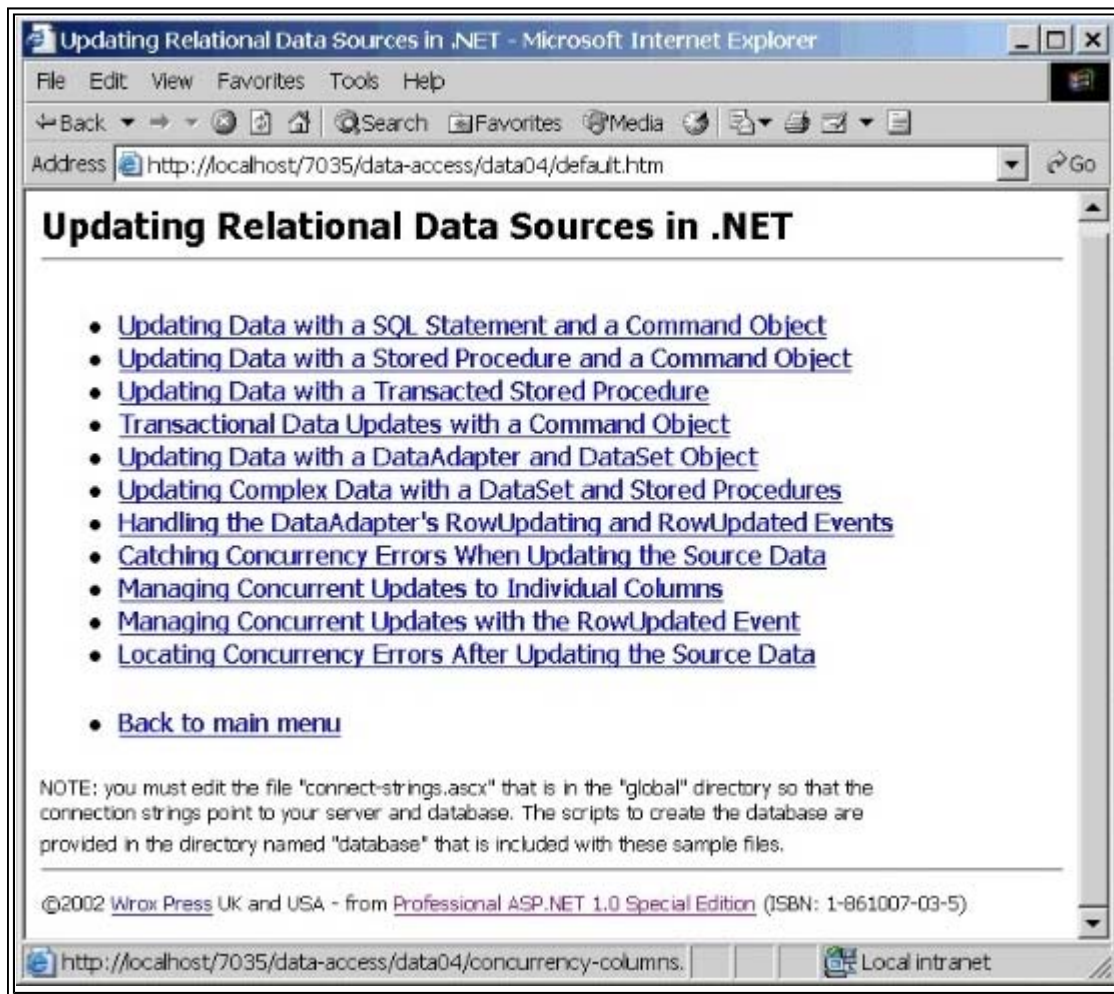 Updating Relational Data Sources in .NET - Microsoft Internet Explorer
File Edit View Favorites Tools Help
Back Search Favorites Media
Address http://localhost/7035/data-access/data04/default.htm Go
Updating Relational Data Sources in .NET
• Updating Data with a SQL Statement and a Command Object
• Updating Data with a Stored Procedure and a Command Object
• Updating Data with a Transacted Stored Procedure
• Transactional Data Updates with a Command Object
• Updating Data with a DataAdapter and DataSet Object
• Updating Complex Data with a DataSet and Stored Procedures
• Handling the DataAdapter's RowUpdating and RowUpdated Events
• Catching Concurrency Errors When Updating the Source Data
• Managing Concurrent Updates to Individual Columns
• Managing Concurrent Updates with the RowUpdated Event
• Locating Concurrency Errors After Updating the Source Data
• Back to main menu
NOTE: you must edit the file "connect-strings.ascx" that is in the "global" directory so that the
connection strings point to your server and database. The scripts to create the database are
provided in the directory named "database" that is included with these sample files.
©2002 Wrox Press UK and USA - from Professional ASP.NET 1.0 Special Edition (ISBN: 1-861007-03-5)
http://localhost/7035/data-access/data04/concurrency-columns. Local intranet